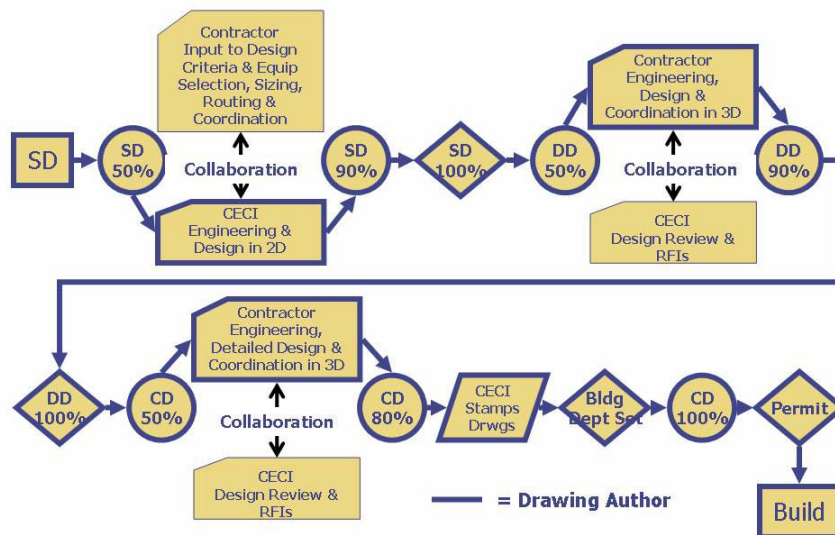 Contractor
Input to Design
Criteria & Equip
Selection, Sizing,
Routing &
Coordination
SD
SD
50%
Collaboration
CECI
Engineering &
Design in 2D
SD
90%
SD
100%
DD
50%
Contractor
Engineering,
Design &
Coordination in 3D
Collaboration
CECI
Design Review &
RFIs
DD
90%
DD
100%
CD
50%
Contractor
Engineering,
Detailed Design &
Coordination in 3D
Collaboration
CECI
Design Review &
RFIs
CD
80%
CECI
Stamps
Drwgs
Bldg
Dept Set
CD
100%
Permit
Build
= Drawing Author